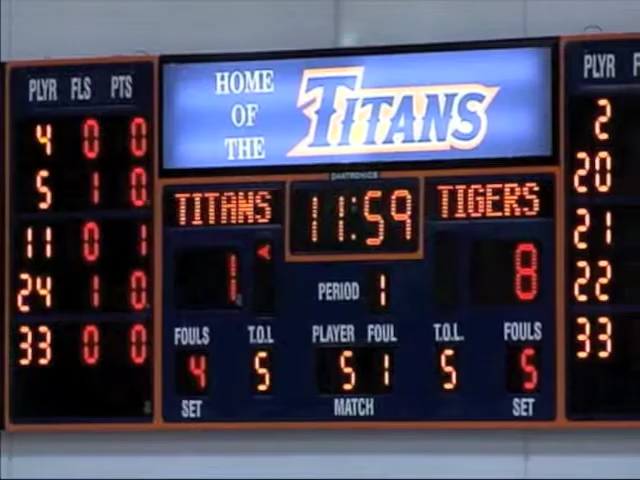 HOME
OF
THE
TITANS
DAKTRONICS
PLYR FLS PTS
4 0 0
5 1 0
11 0 1
24 1 0
33 0 0
TITANS 11:59 TIGERS
1 PERIOD 1 8
FOULS T.O.L PLAYER FOUL T.O.L. FOULS
4 5 5 1 5 5
SET MATCH SET
PLYR F
2
20
21
22
33